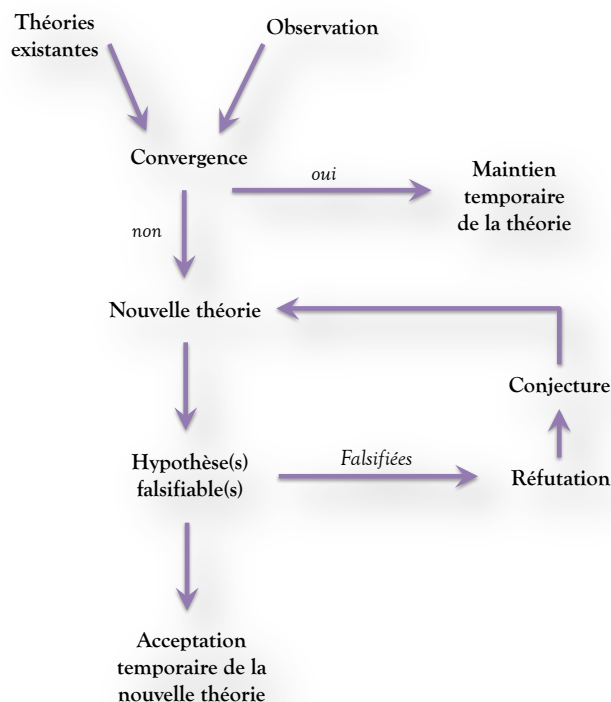 Théories
existantes
Observation
Convergence
oui
Maintien
temporaire
de la théorie
non
Nouvelle théorie
Conjecture
Hypothèse(s)
falsifiable(s)
Falsifiées
Réfutation
Acceptation
temporaire de la
nouvelle théorie